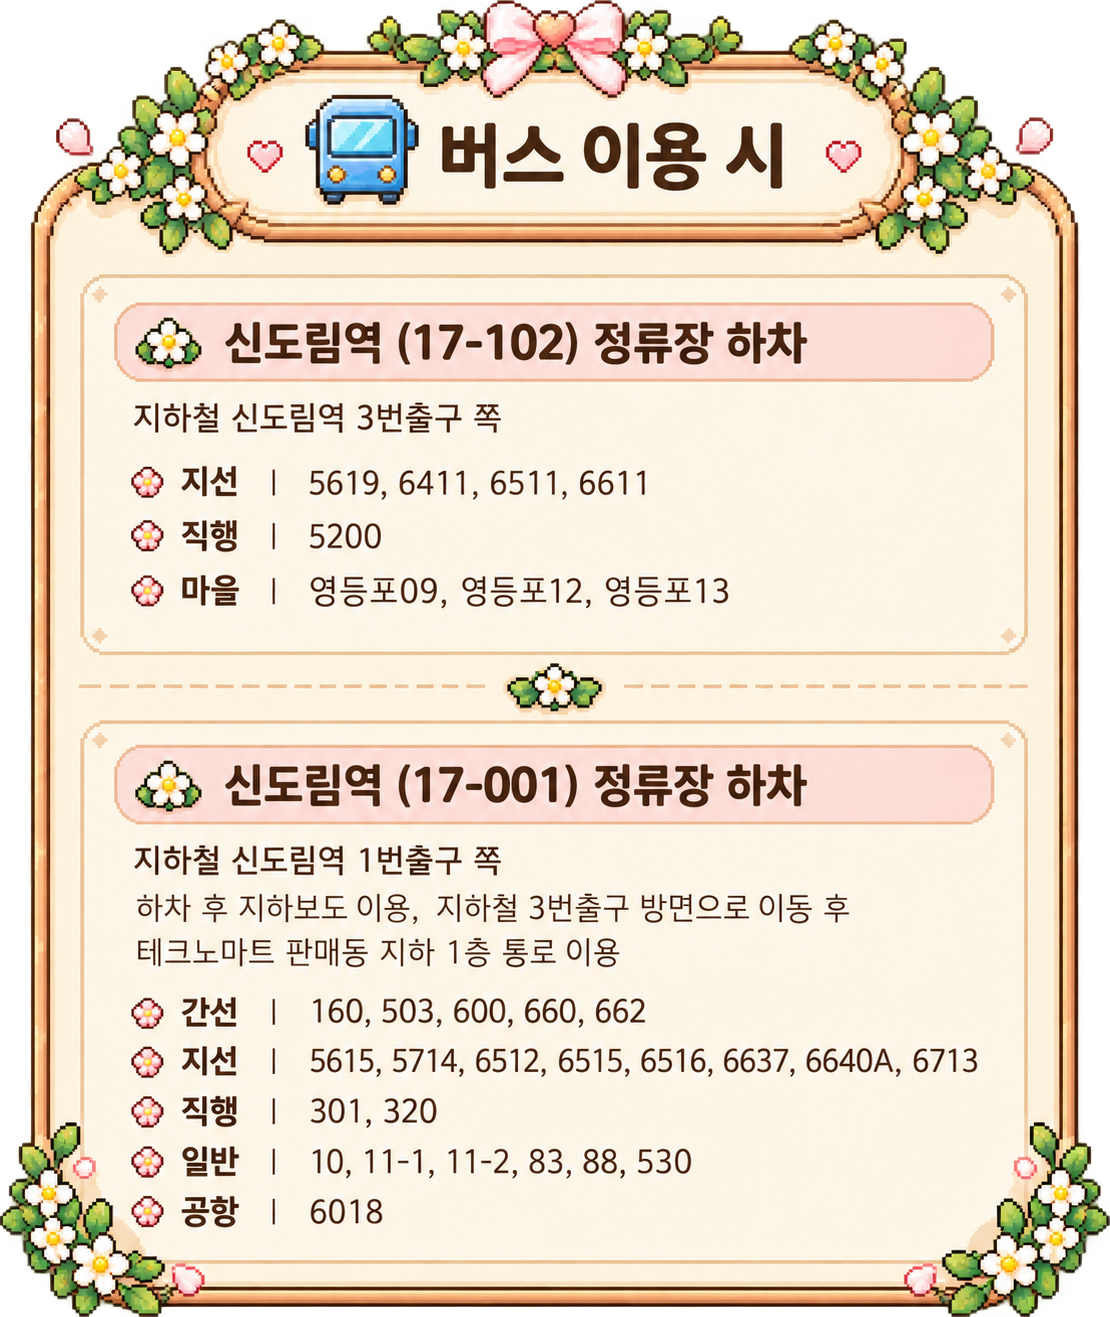 버스 이용 시
신도림역 (17-102) 정류장 하차
지하철 신도림역 3번출구 쪽
지선 | 5619, 6411, 6511, 6611
직행 | 5200
마을 | 영등포09, 영등포12, 영등포13
신도림역 (17-001) 정류장 하차
지하철 신도림역 1번출구 쪽
하차 후 지하보도 이용, 지하철 3번출구 방면으로 이동 후
테크노마트 판매동 지하 1층 통로 이용
간선 | 160, 503, 600, 660, 662
지선 | 5615, 5714, 6512, 6515, 6516, 6637, 6640A, 6713
직행 | 301, 320
일반 | 10, 11-1, 11-2, 83, 88, 530
공항 | 6018